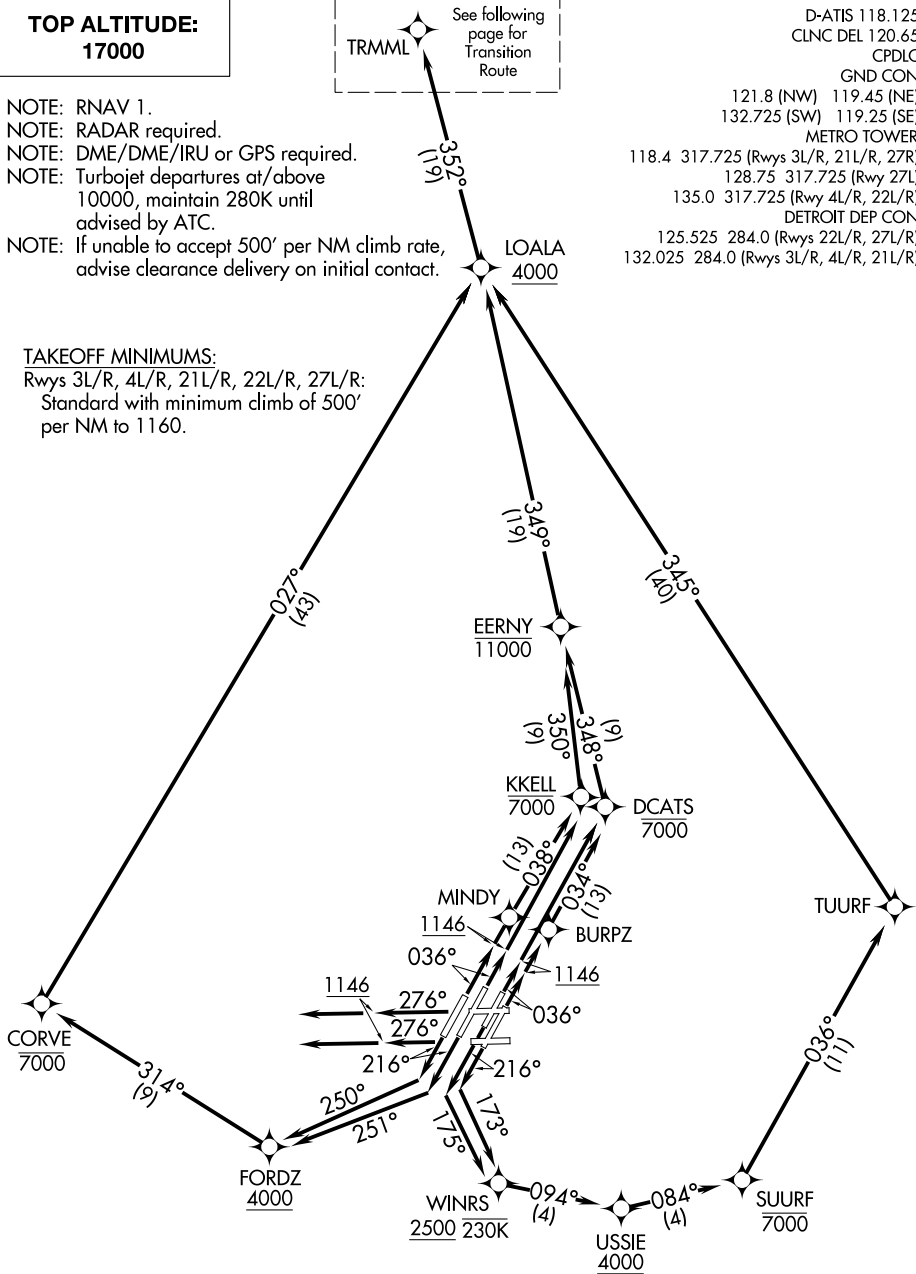 TOP ALTITUDE:
17000
NOTE: RNAV 1.
NOTE: RADAR required.
NOTE: DME/DME/IRU or GPS required.
NOTE: Turbojet departures at/above
10000, maintain 280K until
advised by ATC.
NOTE: If unable to accept 500' per NM climb rate,
advise clearance delivery on initial contact.
TAKEOFF MINIMUMS:
Rwys 3L/R, 4L/R, 21L/R, 22L/R, 27L/R:
Standard with minimum climb of 500'
per NM to 1160.
See following
page for
Transition
Route
TRMML
D-ATIS 118.125
CLNC DEL 120.65
CPDLC
GND CON
121.8 (NW) 119.45 (NE)
132.725 (SW) 119.25 (SE)
METRO TOWER
118.4 317.725 (Rwys 3L/R, 21L/R, 27R)
128.75 317.725 (Rwy 27L)
135.0 317.725 (Rwy 4L/R, 22L/R)
DETROIT DEP CON
125.525 284.0 (Rwys 22L/R, 27L/R)
132.025 284.0 (Rwys 3L/R, 4L/R, 21L/R)
352°
(19)
LOALA
4000
027°
(43)
349°
(19)
345°
(40)
EERNY
11000
350°
(9)
348°
(9)
KKELL
7000
DCATS
7000
038°
(13)
034°
(13)
MINDY
BURPZ
TUURF
1146
036°
1146
036°
1146
276°
276°
216°
216°
CORVE
7000
314°
(9)
250°
251°
175°
173°
036°
(11)
FORDZ
4000
WINRS
2500 230K
094°
(4)
USSIE
4000
084°
(4)
SUURF
7000